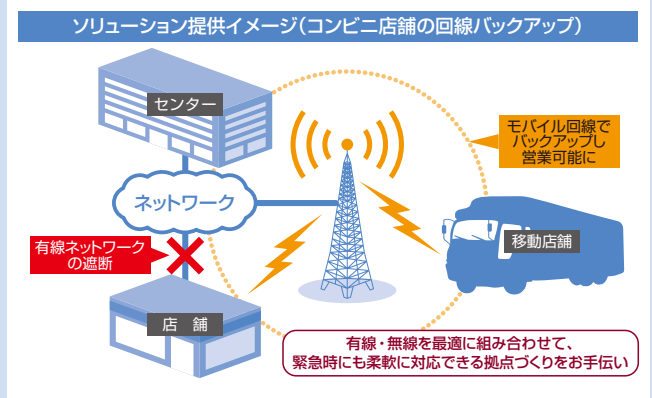 ソリューション提供イメージ(コンビニ店舗の回線バックアップ)
センター
モバイル回線で
バックアップし
営業可能に
ネットワーク
有線ネットワーク
の遮断
移動店舗
店 舗
有線・無線を最適に組み合わせて、
緊急時にも柔軟に対応できる拠点づくりをお手伝い